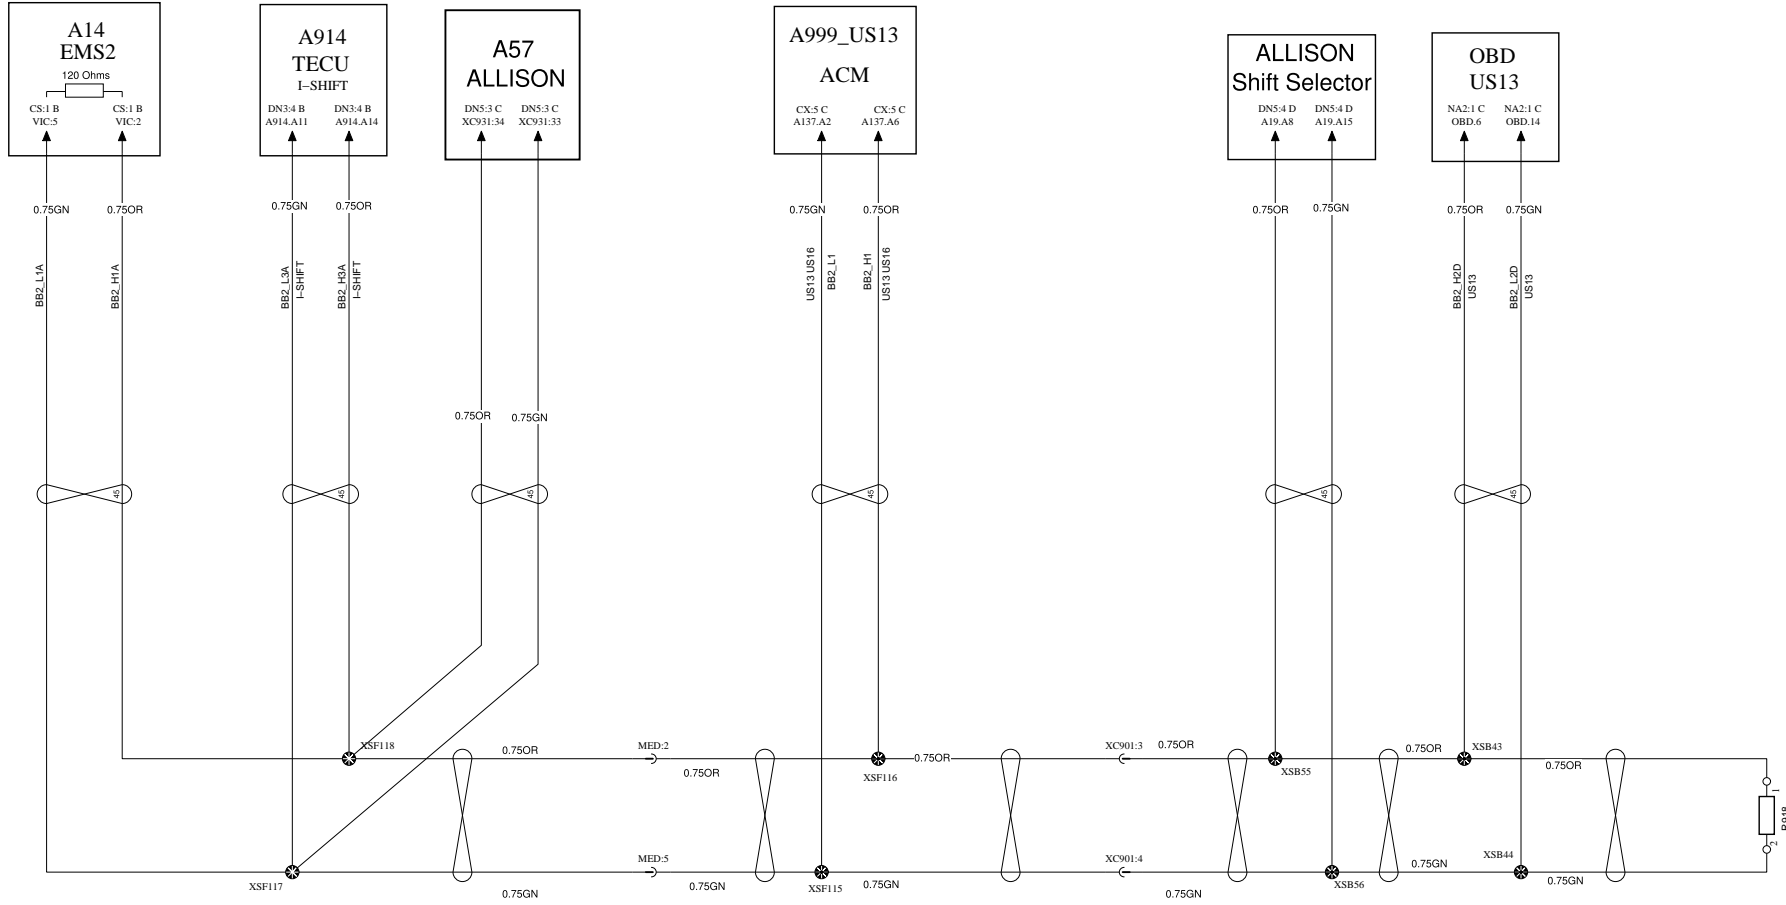 A14
EMS2
120 Ohms
CS:1 B
VIC:5
CS:1 B
VIC:2
A914
TECU
I–SHIFT
DN3:4 B
A914.A11
DN3:4 B
A914.A14
A57
ALLISON
DN5:3 C
XC931:34
DN5:3 C
XC931:33
A999_US13
ACM
CX:5 C
A137.A2
CX:5 C
A137.A6
ALLISON
Shift Selector
DN5:4 D
A19.A8
DN5:4 D
A19.A15
OBD
US13
NA2:1 C
OBD.6
NA2:1 C
OBD.14
0.75GN
0.75OR
0.75GN
0.75OR
0.75GN
0.75OR
0.75OR
0.75GN
0.75OR
0.75GN
BB2_L1A
BB2_H1A
BB2_L3A
I–SHIFT
BB2_H3A
I–SHIFT
US13 US16
BB2_L1
BB2_H1
US13 US16
BB2_H2D
US13
BB2_L2D
US13
0.75OR
0.75GN
45
45
45
45
45
45
XSF118
0.75OR
MED:2
0.75OR
XSF116
0.75OR
XC901:3
0.75OR
XSB55
0.75OR
XSB43
0.75OR
1
R918
2
XSF117
0.75GN
MED:5
0.75GN
XSF115
0.75GN
XC901:4
0.75GN
XSB56
0.75GN
XSB44
0.75GN